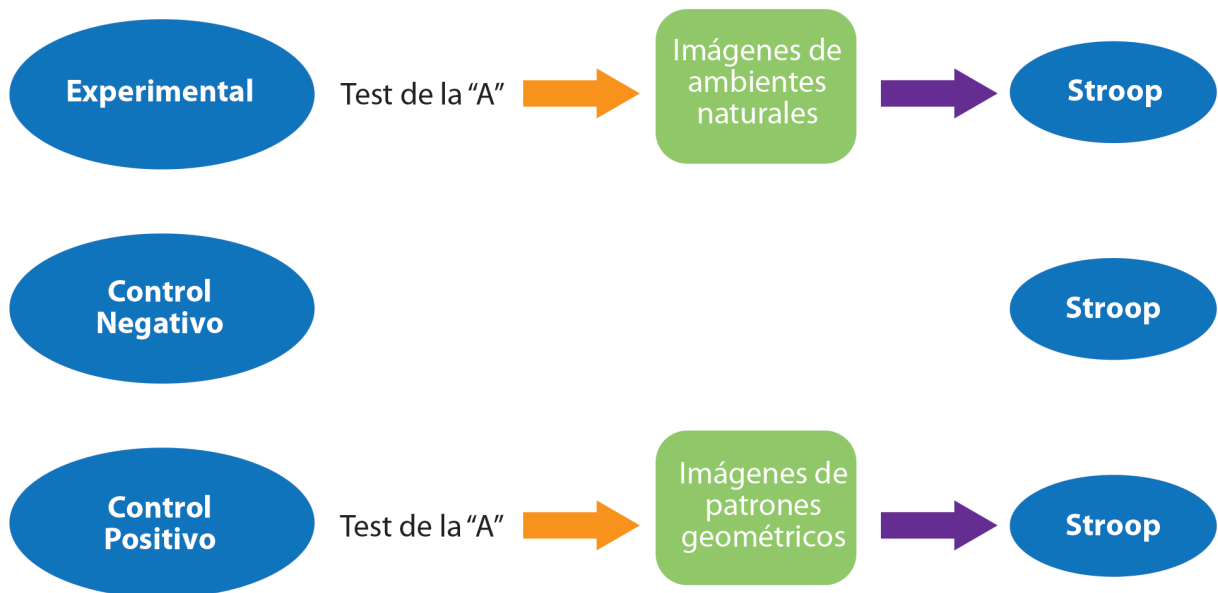 Experimental
Test de la “A”
Imágenes de
ambientes
naturales
Stroop
Control
Negativo
Stroop
Control
Positivo
Test de la “A”
Imágenes de
patrones
geométricos
Stroop